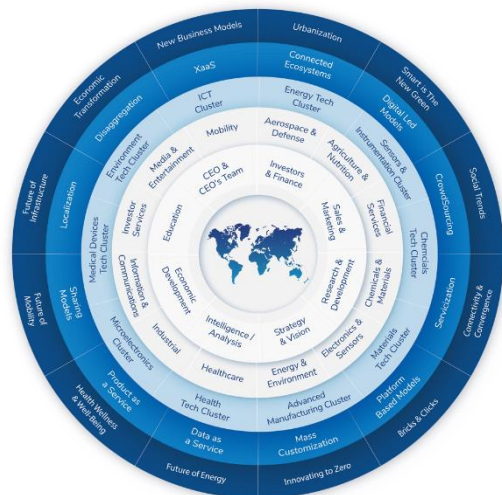 New Business Models
Urbanization
Smart is The
New Green
Social Trends
Connectivity &
Convergence
Bricks & Clicks
Innovating to Zero
Future of Energy
Health Wellness
& Well-Being
Future of
Mobility
Future of
Infrastructure
Economic
Transformation
XaaS
Connected
Ecosystems
Digital Led
Models
CrowdSourcing
Servicization
Platform
Based Models
Mass
Customization
Data as
a Service
Product as
a Service
Sharing
Models
Localization
Disaggregation
ICT
Cluster
Energy Tech
Cluster
Sensors &
Instrumentation Cluster
Chemcials
Tech Cluster
Materials
Tech Cluster
Advanced
Manufacturing Cluster
Health
Tech Cluster
Microelectronics
Cluster
Medical Devices
Tech Cluster
Environment
Tech Cluster
Mobility
Aerospace &
Defense
Agriculture &
Nutrition
Financial
Services
Chemicals &
Materials
Electronics &
Sensors
Energy &
Environment
Healthcare
Industrial
Information &
Communications
Investor
Services
Media &
Entertainment
CEO &
CEO's Team
Investors
& Finance
Sales &
Marketing
Research &
Development
Strategy
& Vision
Intelligence /
Analysis
Economic
Development
Education